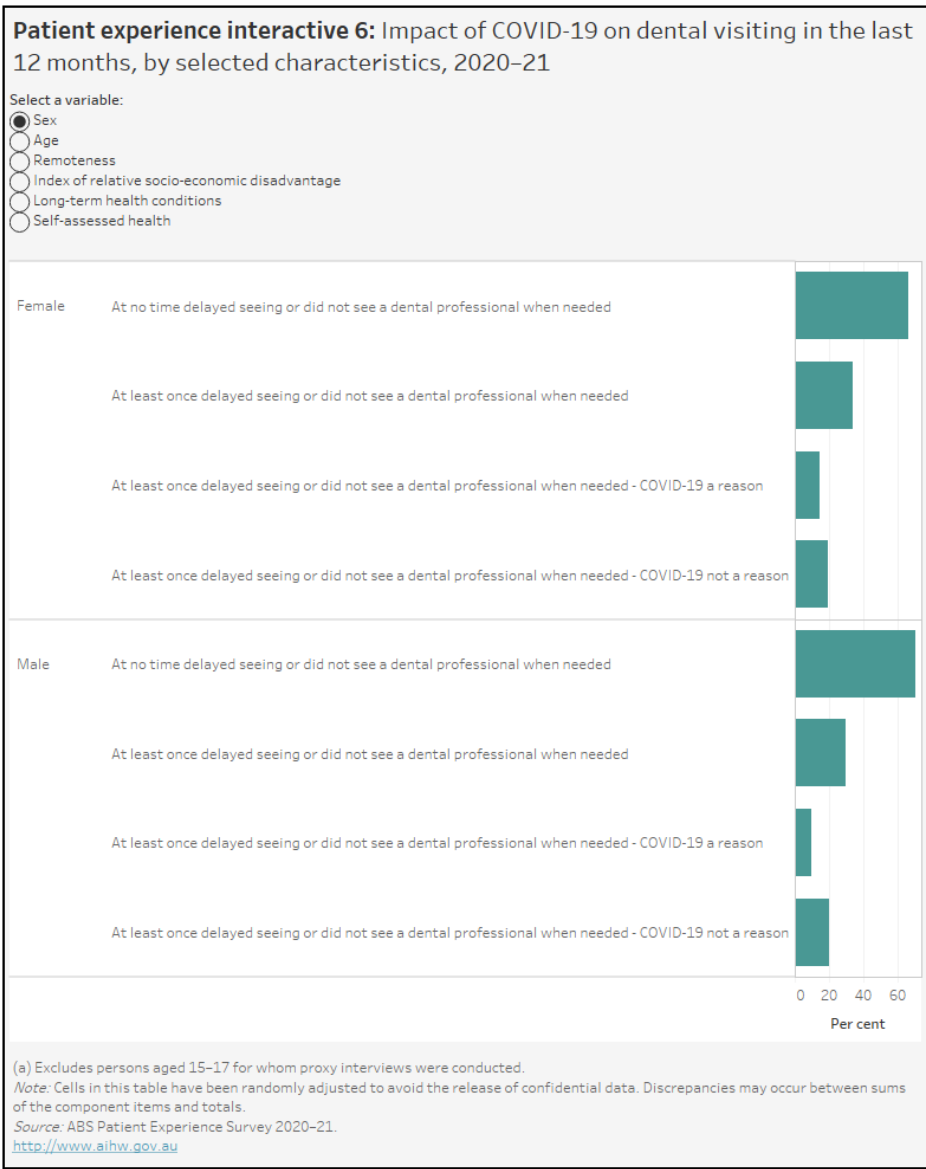 Patient experience interactive 6: Impact of COVID-19 on dental visiting in the last
12 months, by selected characteristics, 2020–21
Select a variable:
Sex
Age
Remoteness
Index of relative socio-economic disadvantage
Long-term health conditions
Self-assessed health
Female
At no time delayed seeing or did not see a dental professional when needed
At least once delayed seeing or did not see a dental professional when needed
At least once delayed seeing or did not see a dental professional when needed - COVID-19 a reason
At least once delayed seeing or did not see a dental professional when needed - COVID-19 not a reason
Male
At no time delayed seeing or did not see a dental professional when needed
At least once delayed seeing or did not see a dental professional when needed
At least once delayed seeing or did not see a dental professional when needed - COVID-19 a reason
At least once delayed seeing or did not see a dental professional when needed - COVID-19 not a reason
0 20 40 60
Per cent
(a) Excludes persons aged 15–17 for whom proxy interviews were conducted.
Note: Cells in this table have been randomly adjusted to avoid the release of confidential data. Discrepancies may occur between sums
of the component items and totals.
Source: ABS Patient Experience Survey 2020–21.
http://www.aihw.gov.au